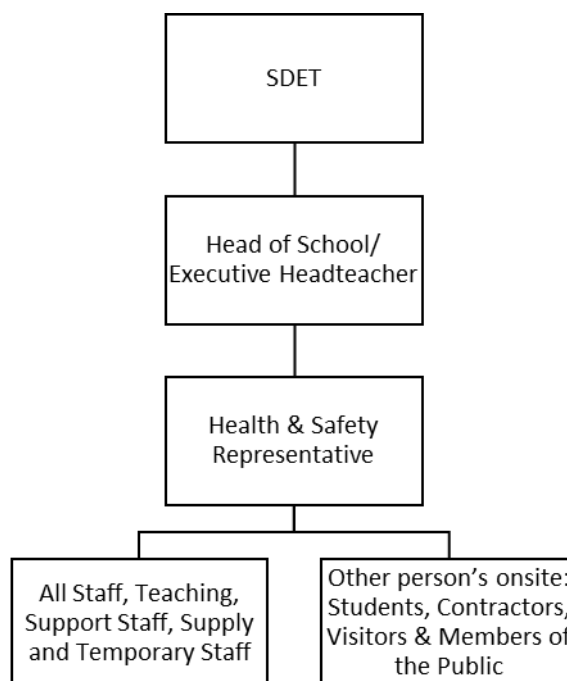 SDET
Head of School/
Executive Headteacher
Health & Safety
Representative
All Staff, Teaching,
Support Staff, Supply
and Temporary Staff
Other person’s onsite:
Students, Contractors,
Visitors & Members of
the Public